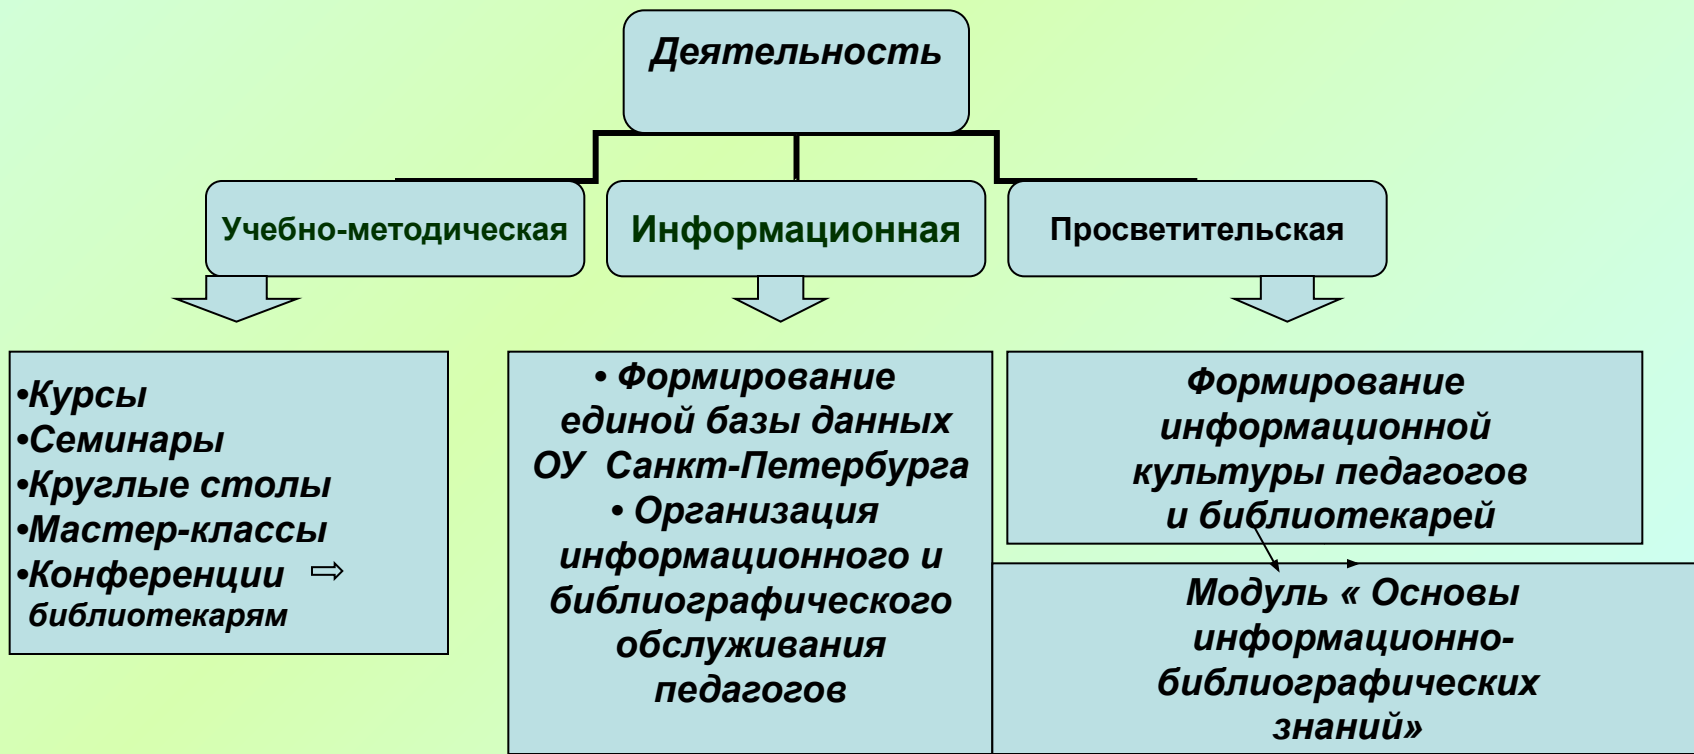 Деятельность
Учебно-методическая
Информационная
Просветительская
•Курсы
•Семинары
•Круглые столы
•Мастер-классы
•Конференции ⇨
библиотекарям
• Формирование
единой базы данных
ОУ Санкт-Петербурга
• Организация
информационного и
библиографического
обслуживания
педагогов
Формирование
информационной
культуры педагогов
и библиотекарей
Модуль « Основы
информационно-
библиографических
знаний»